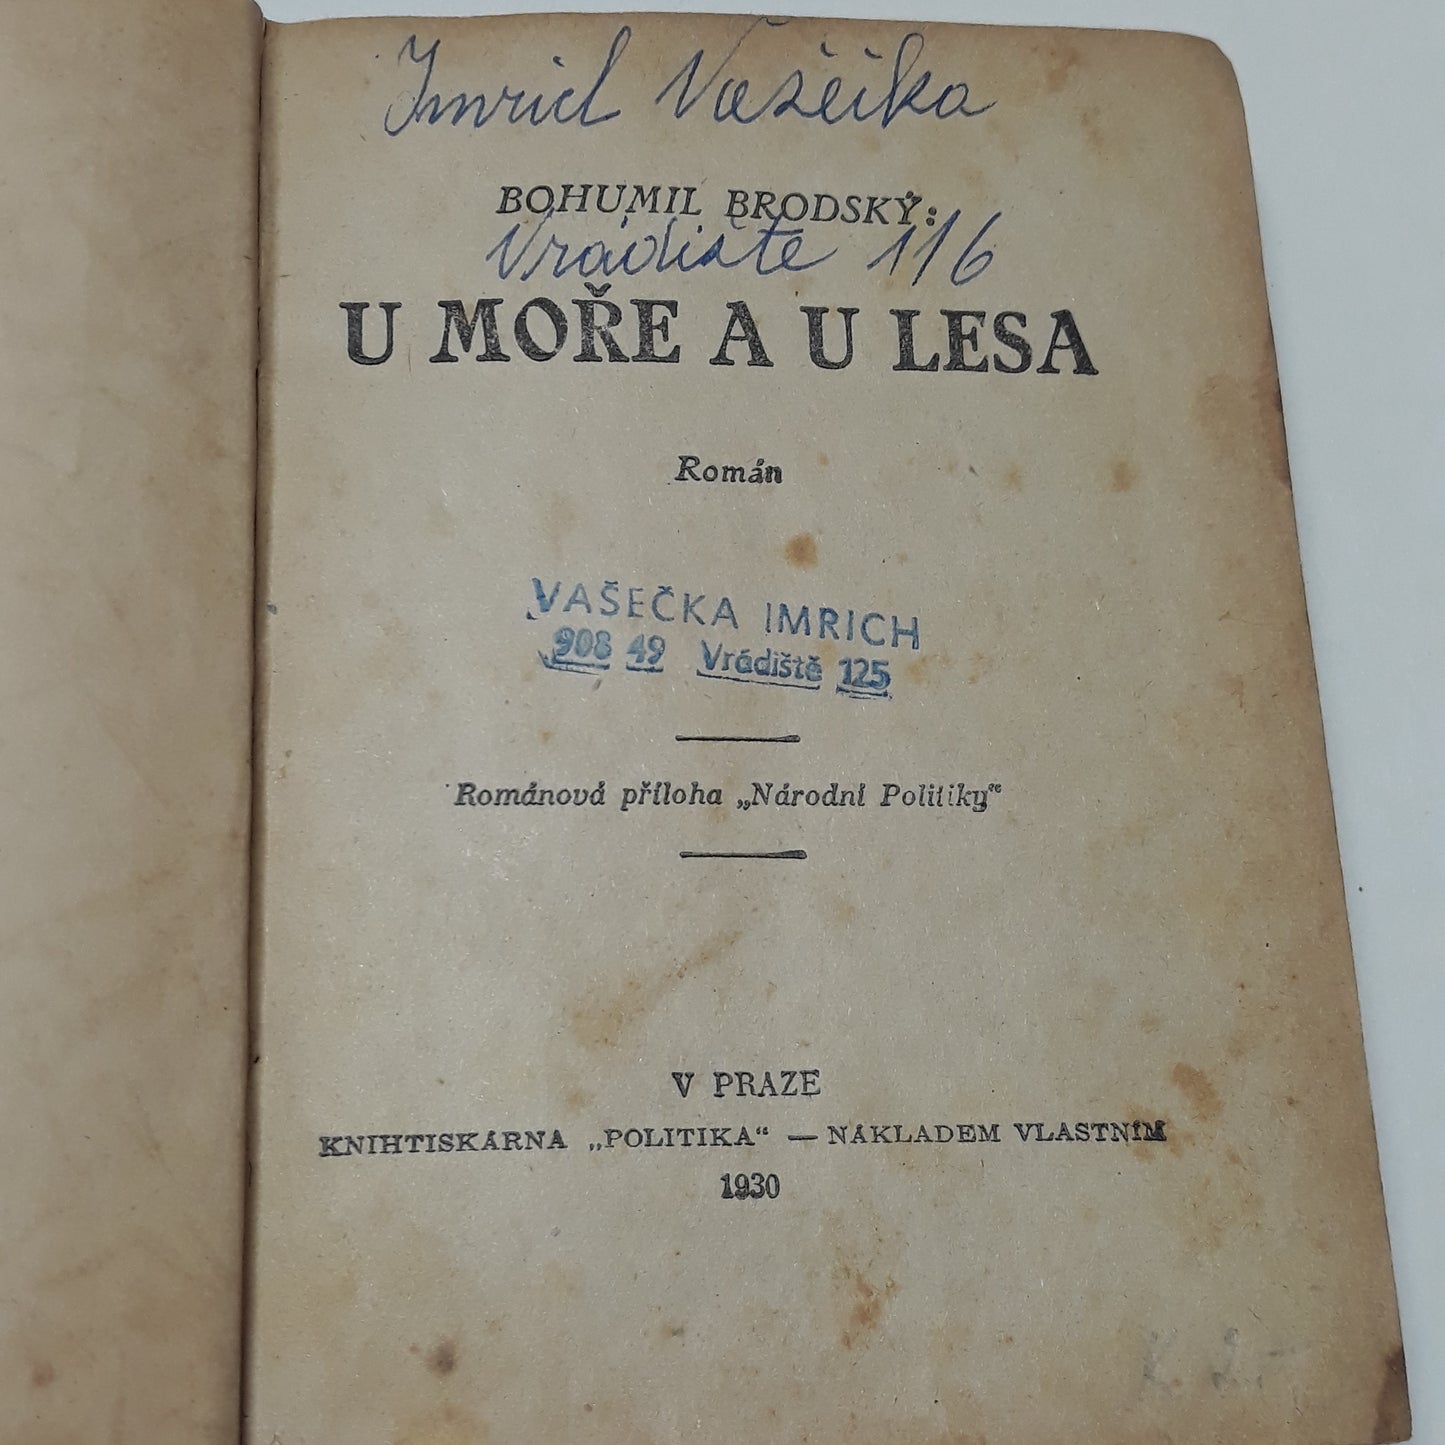 Imrich Vašečka
BOHUMIL BRODSKÝ:
Vrádište 116
U MOŘE A U LESA
Román
VAŠEČKA IMRICH
908 49 Vrádiště 125
Románová příloha „Národní Politiky“
V PRAZE
KNIHTISKÁRNA „POLITIKA“ — NÁKLADEM VLASTNÍM
1930